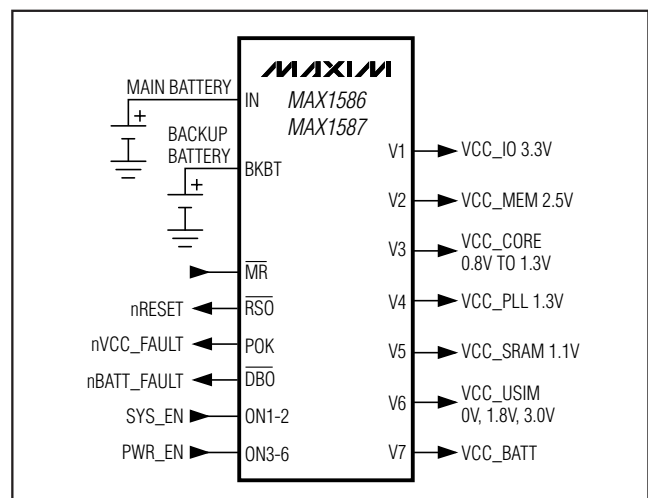 MAXIM
MAX1586
MAX1587
MAIN BATTERY
+
IN
BACKUP
BATTERY
+
BKBT
MR
nRESET
RSO
nVCC_FAULT
POK
nBATT_FAULT
DBO
SYS_EN
ON1-2
PWR_EN
ON3-6
V1
VCC_IO 3.3V
V2
VCC_MEM 2.5V
V3
VCC_CORE
0.8V TO 1.3V
V4
VCC_PLL 1.3V
V5
VCC_SRAM 1.1V
V6
VCC_USIM
0V, 1.8V, 3.0V
V7
VCC_BATT